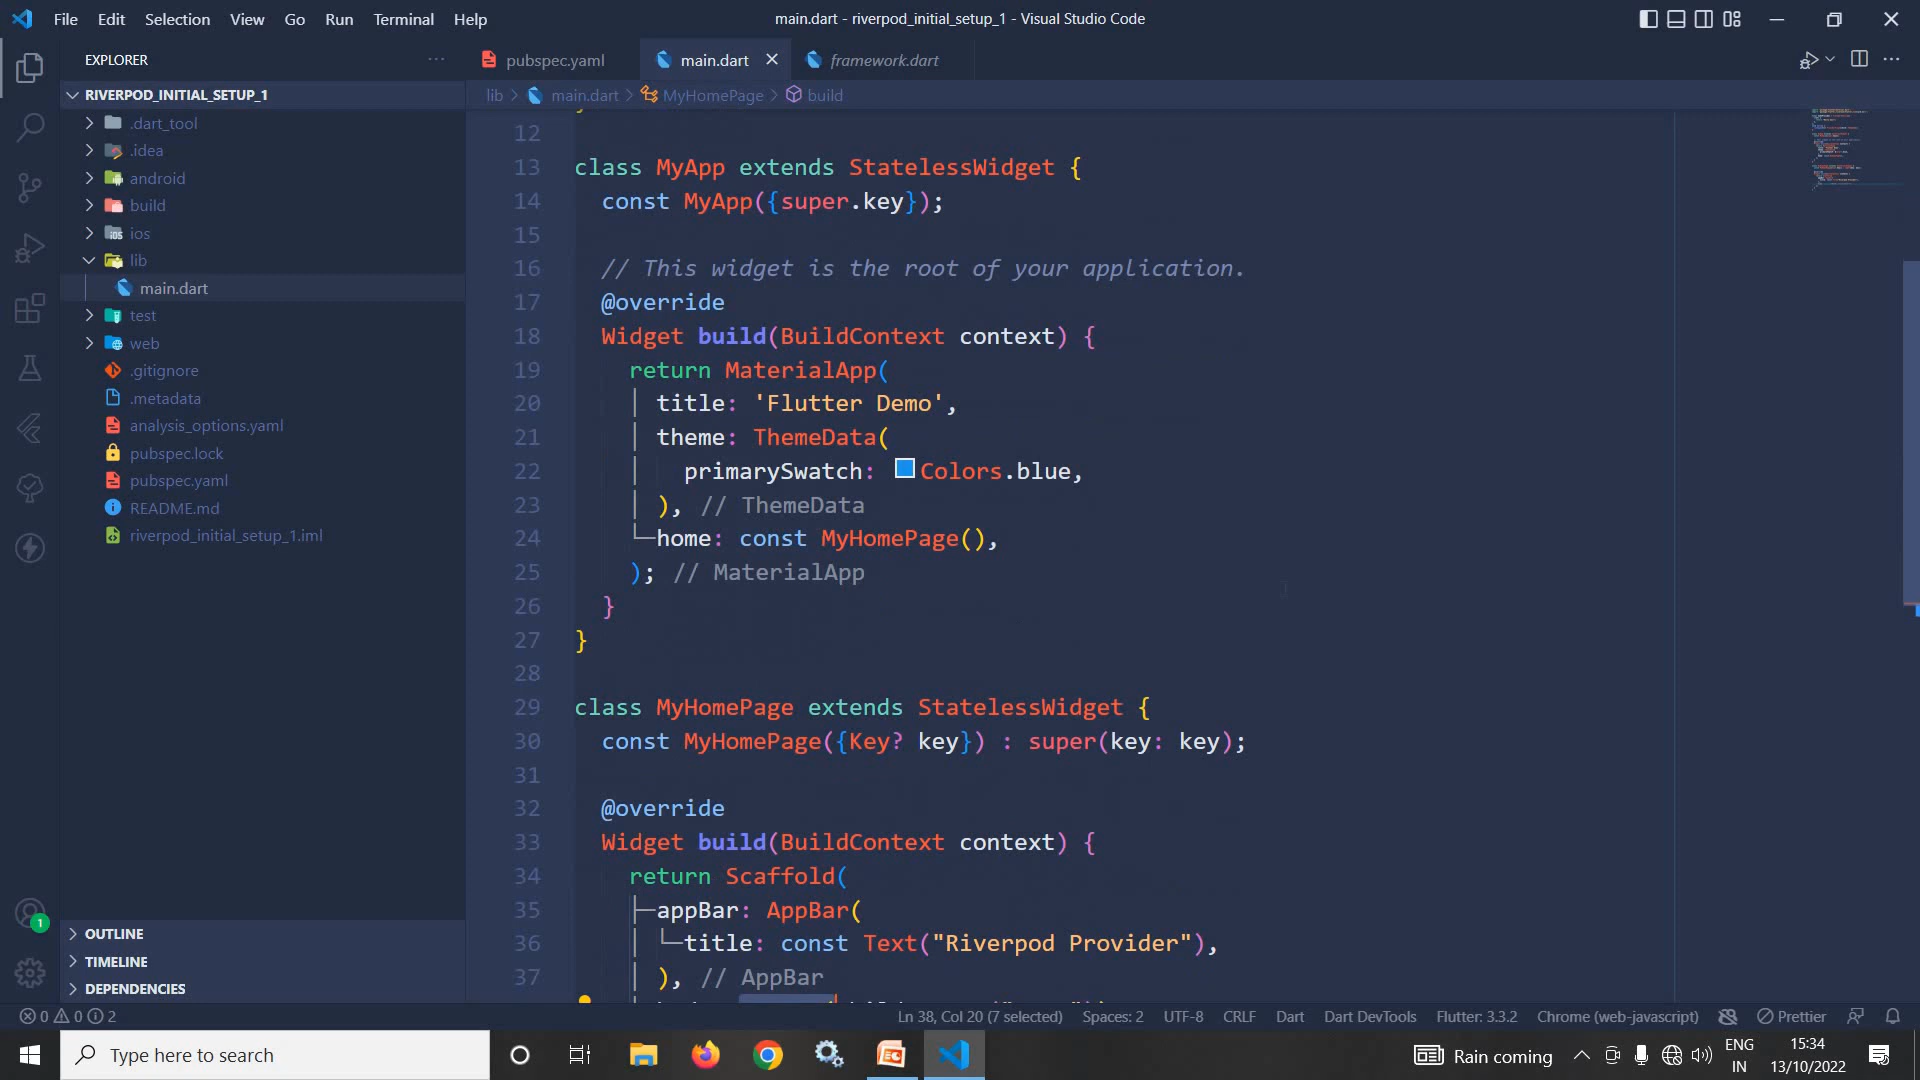 File Edit Selection View Go Run Terminal Help
main.dart - riverpod_initial_setup_1 - Visual Studio Code
EXPLORER
pubspec.yaml
main.dart
framework.dart
lib > main.dart > MyHomePage > build
RIVERPOD_INITIAL_SETUP_1
.dart_tool
.idea
android
build
ios
lib
main.dart
test
web
.gitignore
.metadata
analysis_options.yaml
pubspec.lock
pubspec.yaml
README.md
riverpod_initial_setup_1.iml
OUTLINE
TIMELINE
DEPENDENCIES
12
13 class MyApp extends StatelessWidget {
14 const MyApp({super.key});
15
16 // This widget is the root of your application.
17 @override
18 Widget build(BuildContext context) {
19 return MaterialApp(
20 title: 'Flutter Demo',
21 theme: ThemeData(
22 primarySwatch: Colors.blue,
23 ), // ThemeData
24 home: const MyHomePage(),
25 ); // MaterialApp
26 }
27 }
28
29 class MyHomePage extends StatelessWidget {
30 const MyHomePage({Key? key}) : super(key: key);
31
32 @override
33 Widget build(BuildContext context) {
34 return Scaffold(
35 appBar: AppBar(
36 title: const Text("Riverpod Provider"),
37 ), // AppBar
1
0 0 2
Ln 38, Col 20 (7 selected) Spaces: 2 UTF-8 CRLF Dart Dart DevTools Flutter: 3.3.2 Chrome (web-javascript) Prettier
Type here to search
Rain coming
ENG
IN
15:34
13/10/2022